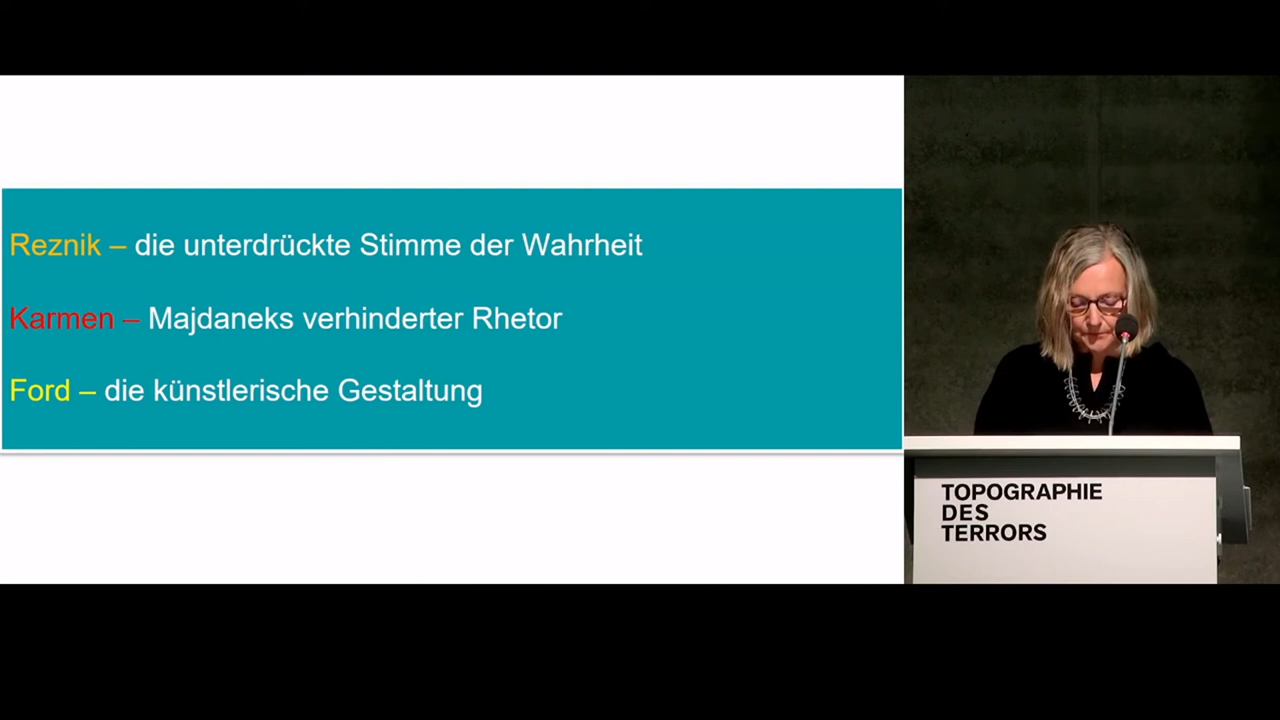 Reznik – die unterdrückte Stimme der Wahrheit
Karmen – Majdaneks verhinderter Rhetor
Ford – die künstlerische Gestaltung
TOPOGRAPHIE
DES
TERRORS